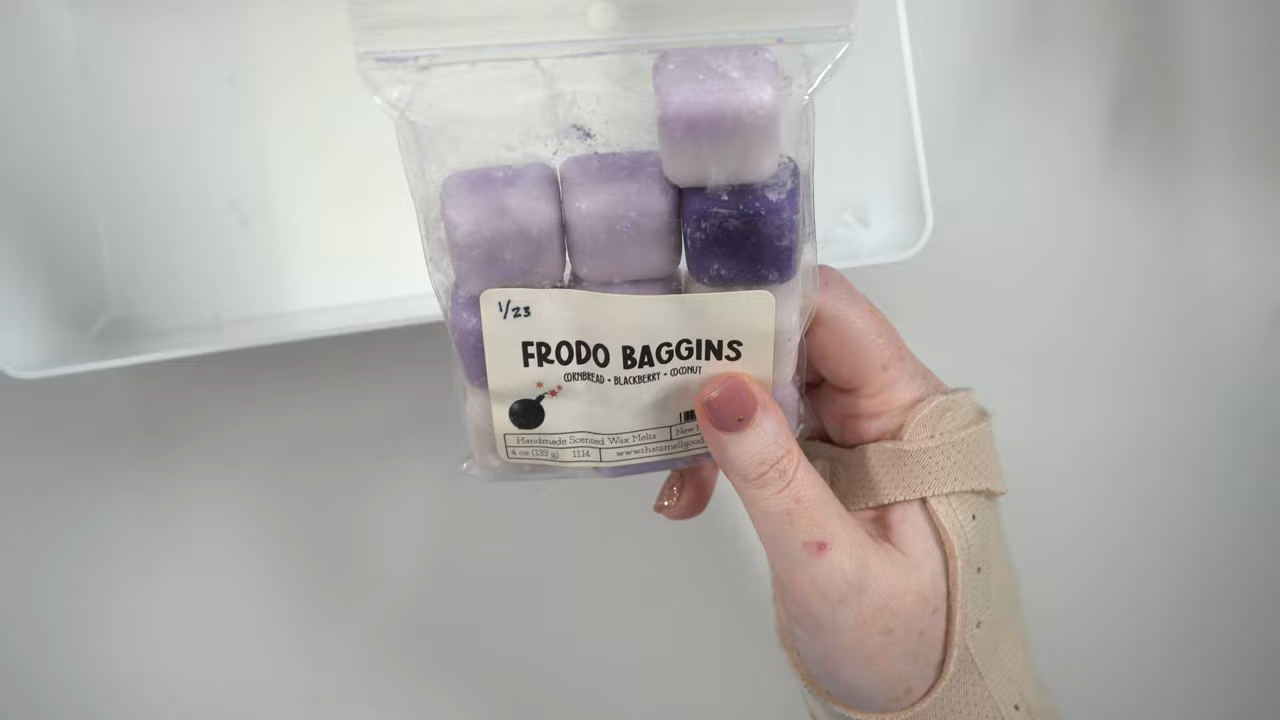 1/23
FRODO BAGGINS
CORNBREAD • BLACKBERRY • COCONUT
Handmade Scented Wax Melts
New
4 oz (133 g) 1114 www.thatsmellgood